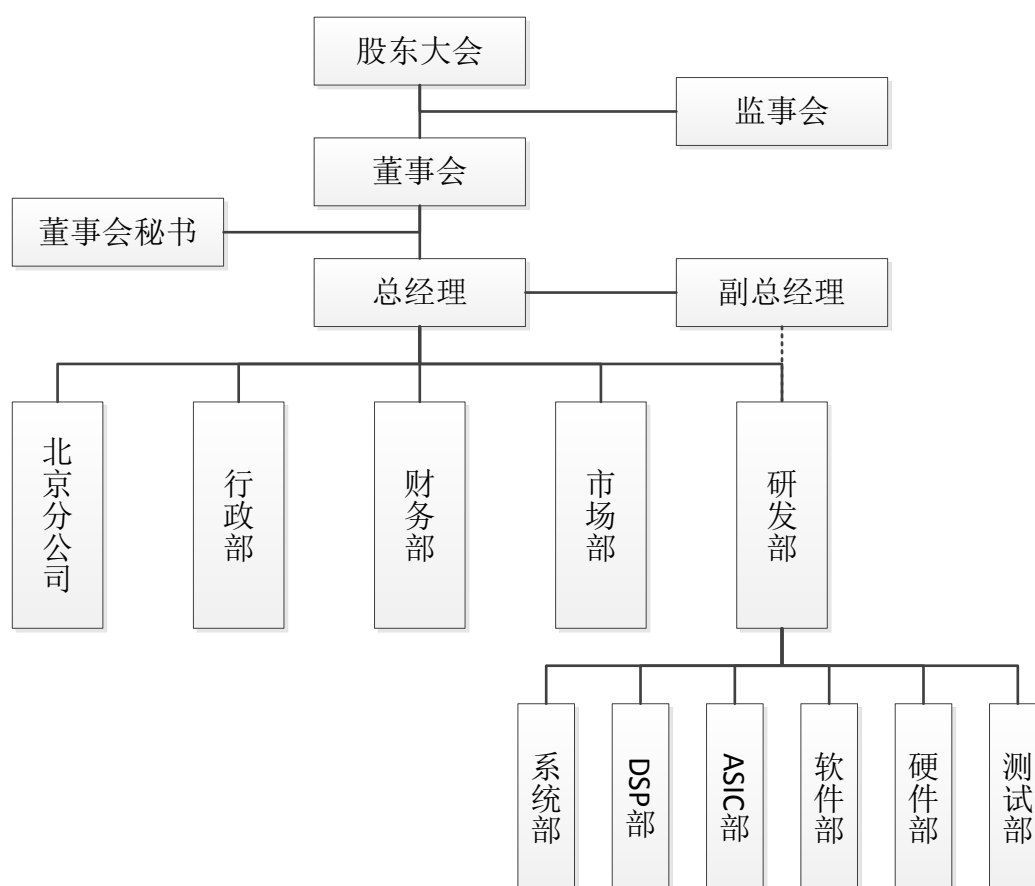 股东大会
监事会
董事会
董事会秘书
总经理
副总经理
北京分公司
行政部
财务部
市场部
研发部
系统部
DSP部
ASIC部
软件部
硬件部
测试部